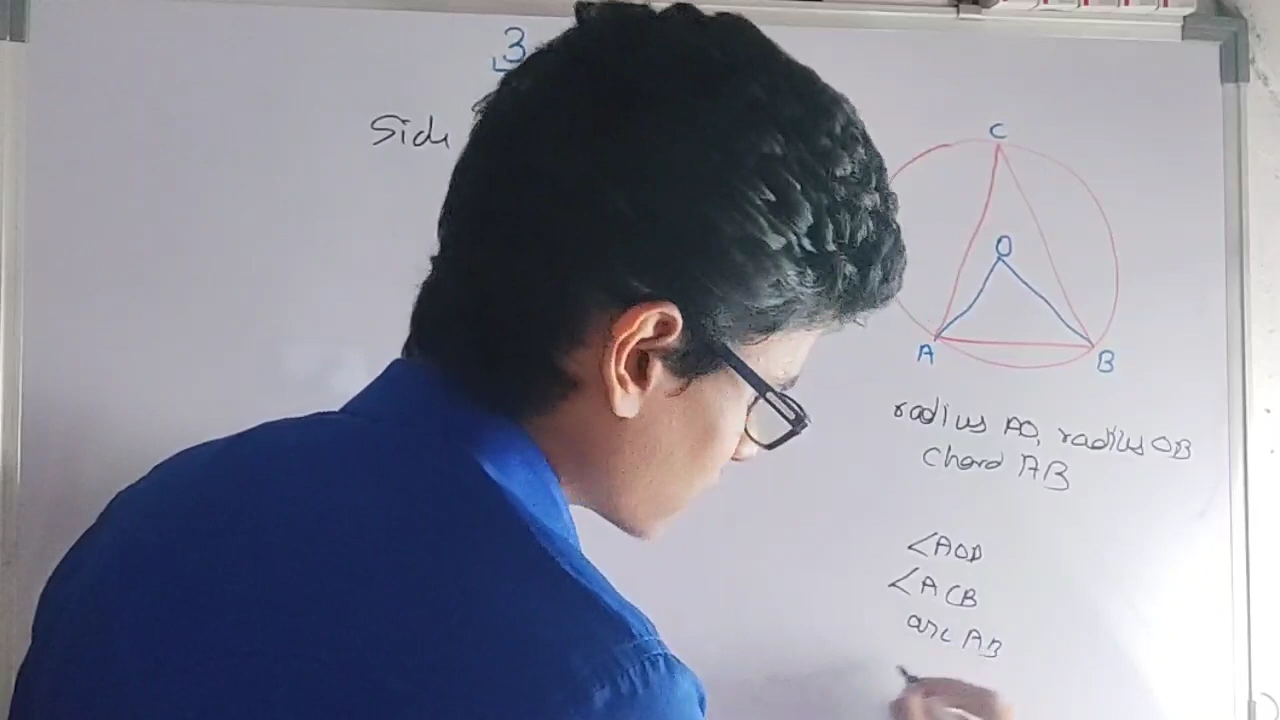 3
Side
C
O
A
B
radius AO, radius OB
Chord AB
∠AOB
∠ACB
arc AB